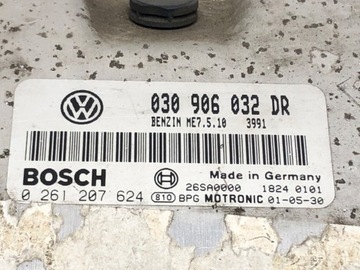 030 906 032 DR
BENZIN ME7.5.10 3991
Made in Germany
BOSCH 26SA0000 1824 0101
0 261 207 624 810 BPG MOTRONIC 01-05-30